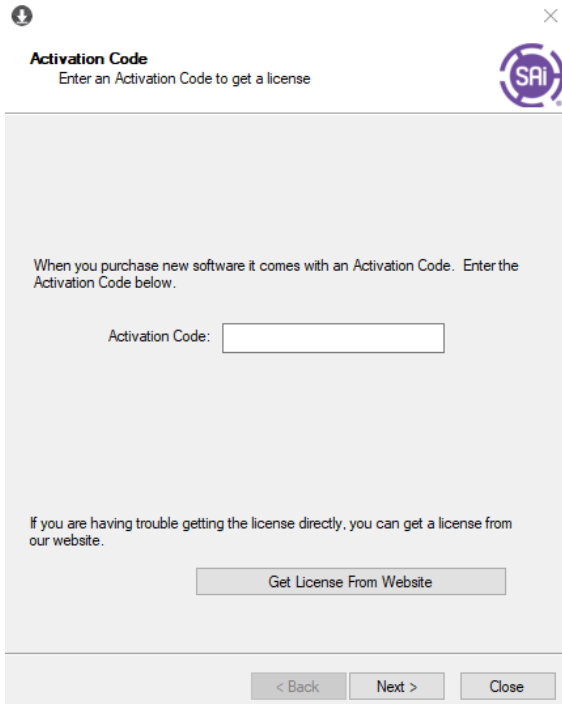 Activation Code
Enter an Activation Code to get a license
SAi
When you purchase new software it comes with an Activation Code.  Enter the
Activation Code below.
Activation Code:
If you are having trouble getting the license directly, you can get a license from
our website.
Get License From Website
< Back Next > Close